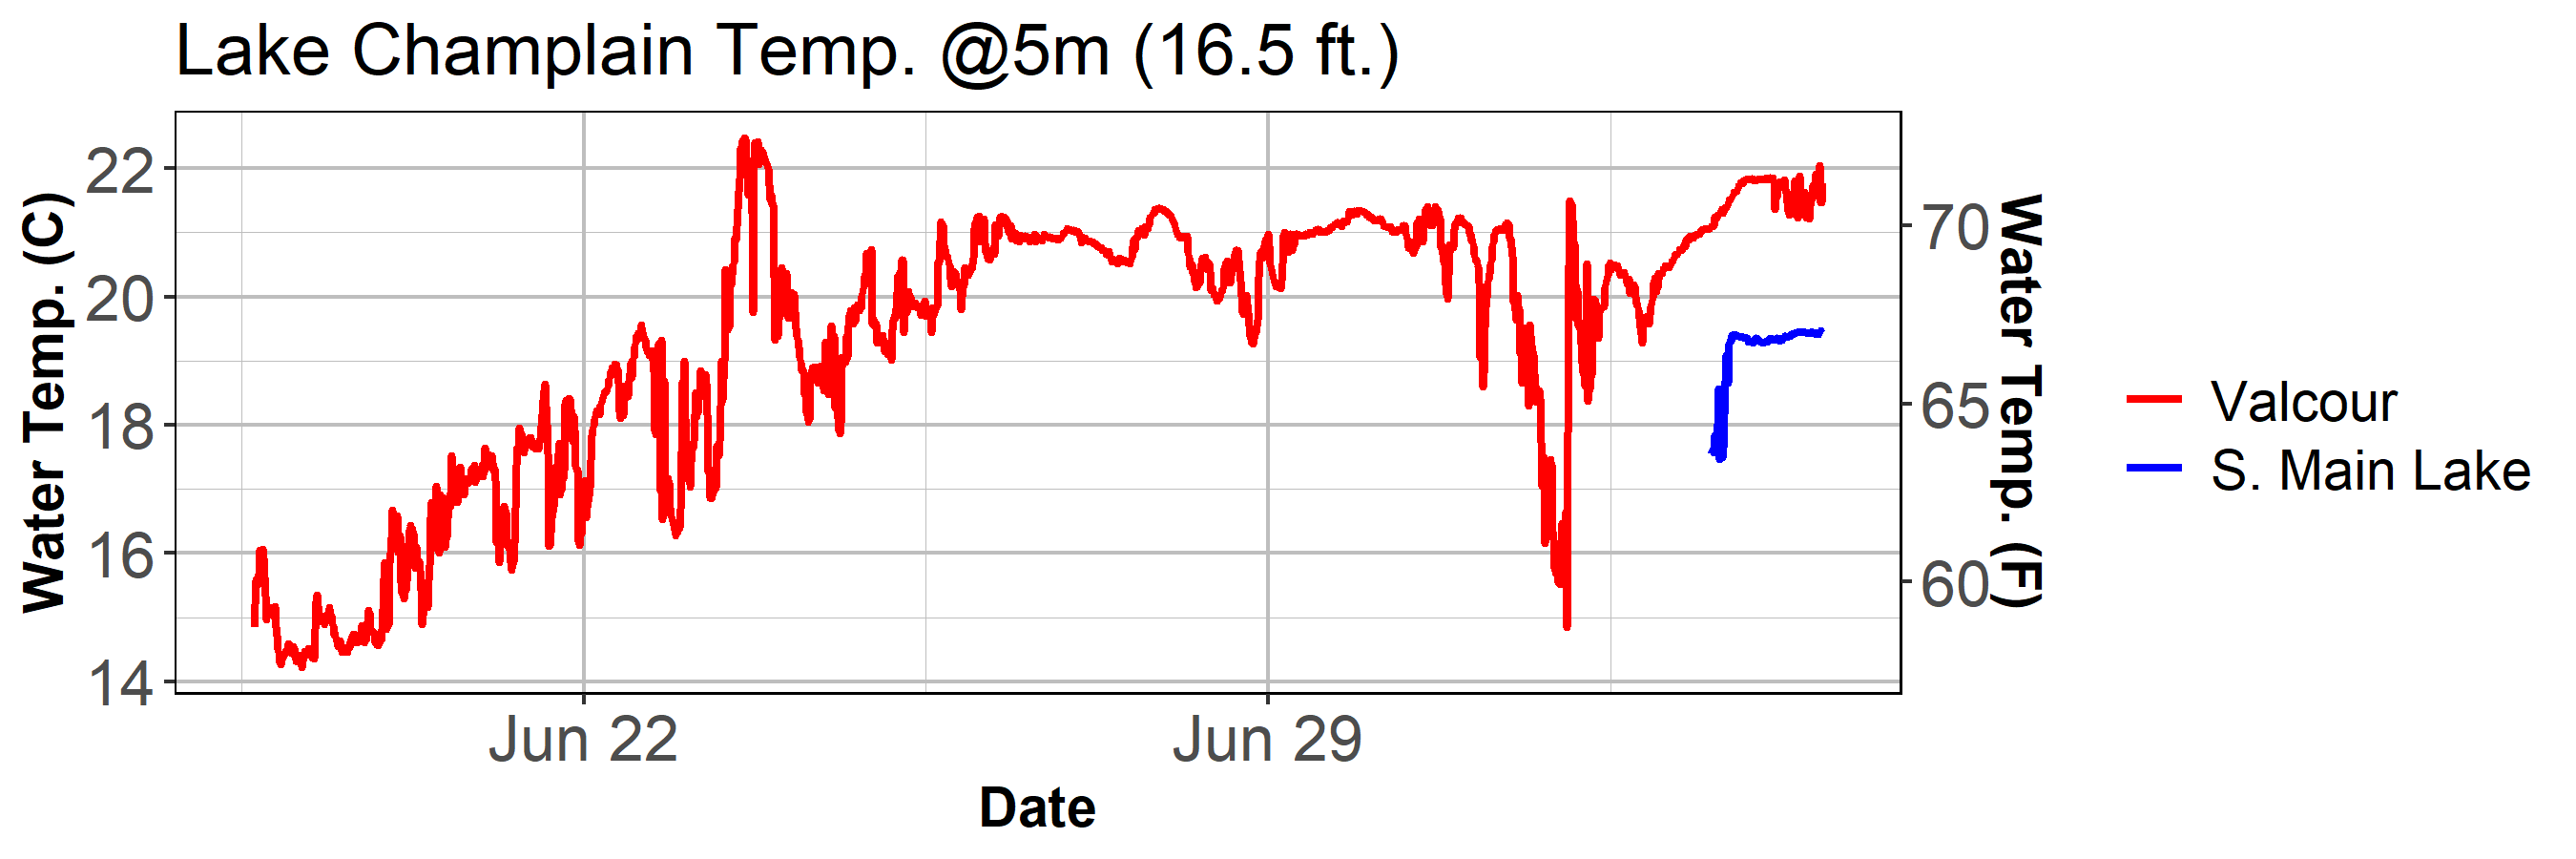 Lake Champlain Temp. @5m (16.5 ft.)
Water Temp. (C)
22
20
18
16
14
70
65
60
Water Temp. (F)
Jun 22
Jun 29
Date
Valcour
S. Main Lake